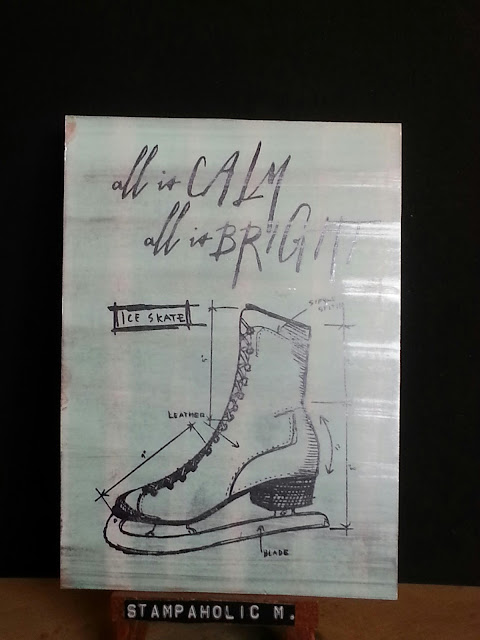 all is CALM
all is BRIGHT
ICE SKATE
LEATHER
BLADE
STAMPAHOLIC M.